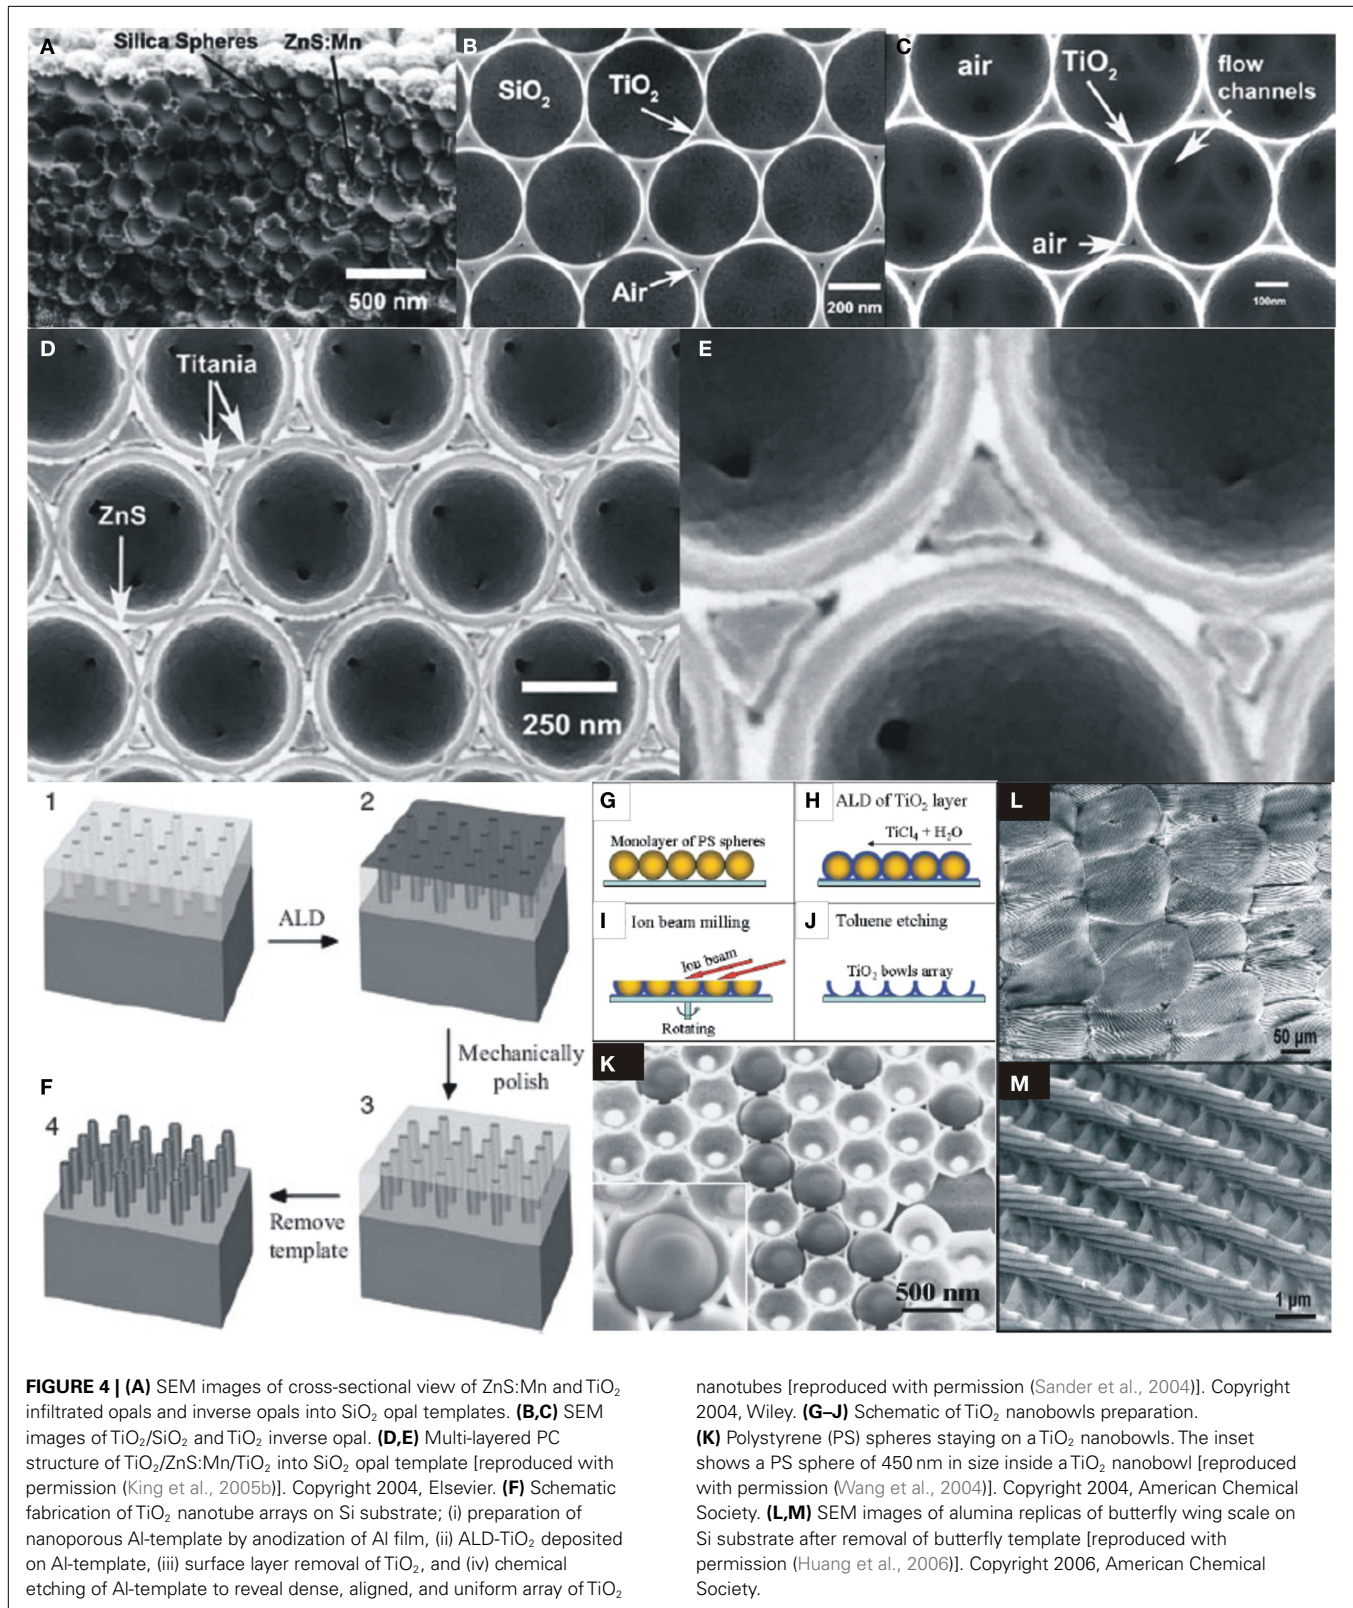 A
Silica Spheres
ZnS:Mn
500 nm
B
SiO₂
TiO₂
Air
200 nm
C
air
TiO₂
flow
channels
air
100nm
D
Titania
ZnS
250 nm
E
1
2
ALD
Mechanically
polish
F
4
3
Remove
template
G
Monolayer of PS spheres
H
ALD of TiO₂ layer
TiCl₄ + H₂O
I
Ion beam milling
Ion beam
Rotating
J
Toluene etching
TiO₂ bowls array
K
500 nm
L
50 µm
M
1 µm
FIGURE 4 | (A) SEM images of cross-sectional view of ZnS:Mn and TiO₂
infiltrated opals and inverse opals into SiO₂ opal templates. (B,C) SEM
images of TiO₂/SiO₂ and TiO₂ inverse opal. (D,E) Multi-layered PC
structure of TiO₂/ZnS:Mn/TiO₂ into SiO₂ opal template [reproduced with
permission (King et al., 2005b)]. Copyright 2004, Elsevier. (F) Schematic
fabrication of TiO₂ nanotube arrays on Si substrate; (i) preparation of
nanoporous Al-template by anodization of Al film, (ii) ALD-TiO₂ deposited
on Al-template, (iii) surface layer removal of TiO₂, and (iv) chemical
etching of Al-template to reveal dense, aligned, and uniform array of TiO₂
nanotubes [reproduced with permission (Sander et al., 2004)]. Copyright
2004, Wiley. (G–J) Schematic of TiO₂ nanobowls preparation.
(K) Polystyrene (PS) spheres staying on a TiO₂ nanobowls. The inset
shows a PS sphere of 450 nm in size inside a TiO₂ nanobowl [reproduced
with permission (Wang et al., 2004)]. Copyright 2004, American Chemical
Society. (L,M) SEM images of alumina replicas of butterfly wing scale on
Si substrate after removal of butterfly template [reproduced with
permission (Huang et al., 2006)]. Copyright 2006, American Chemical
Society.